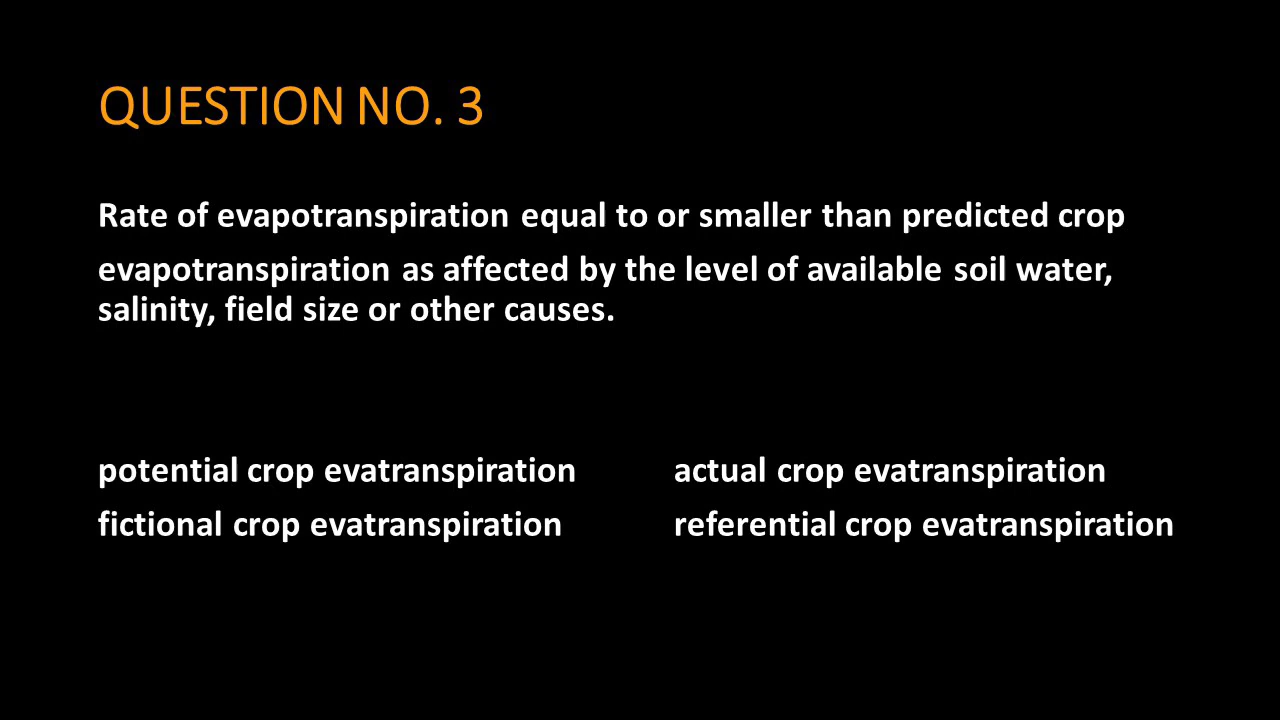 QUESTION NO. 3
Rate of evapotranspiration equal to or smaller than predicted crop
evapotranspiration as affected by the level of available soil water,
salinity, field size or other causes.
potential crop evatranspiration actual crop evatranspiration
fictional crop evatranspiration referential crop evatranspiration